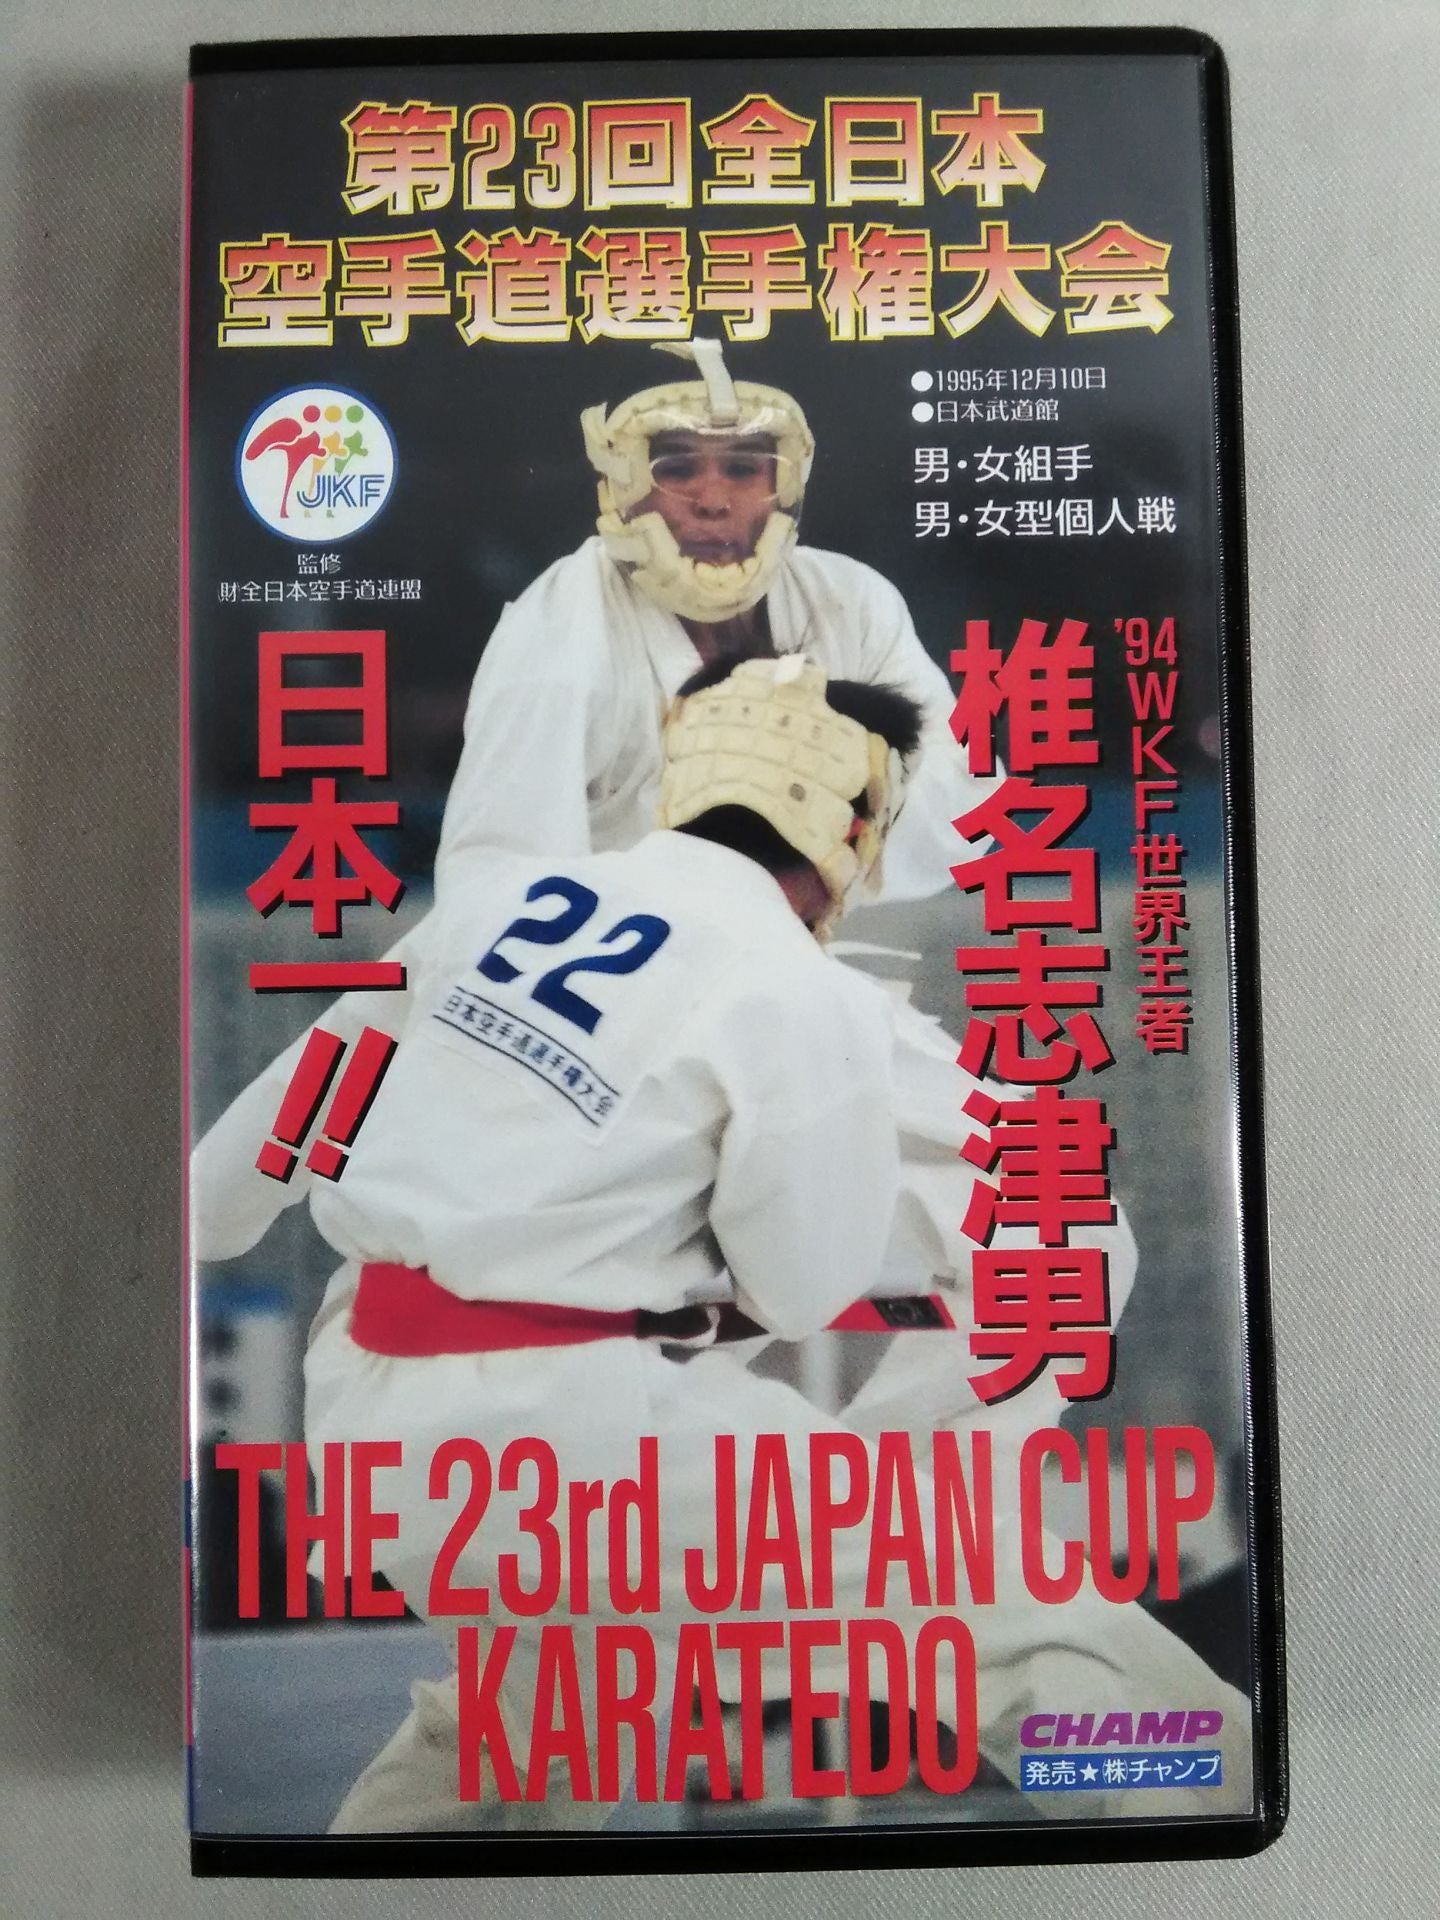 第23回全日本
空手道選手権大会
●1995年12月10日
●日本武道館
男・女組手
男・女型個人戦
JKF
監修
㈶全日本空手道連盟
日本一!!
'94WKF世界王者
椎名志津男
22
日本空手道選手権大会
THE 23rd JAPAN CUP
KARATEDO
CHAMP
発売★㈱チャンプ